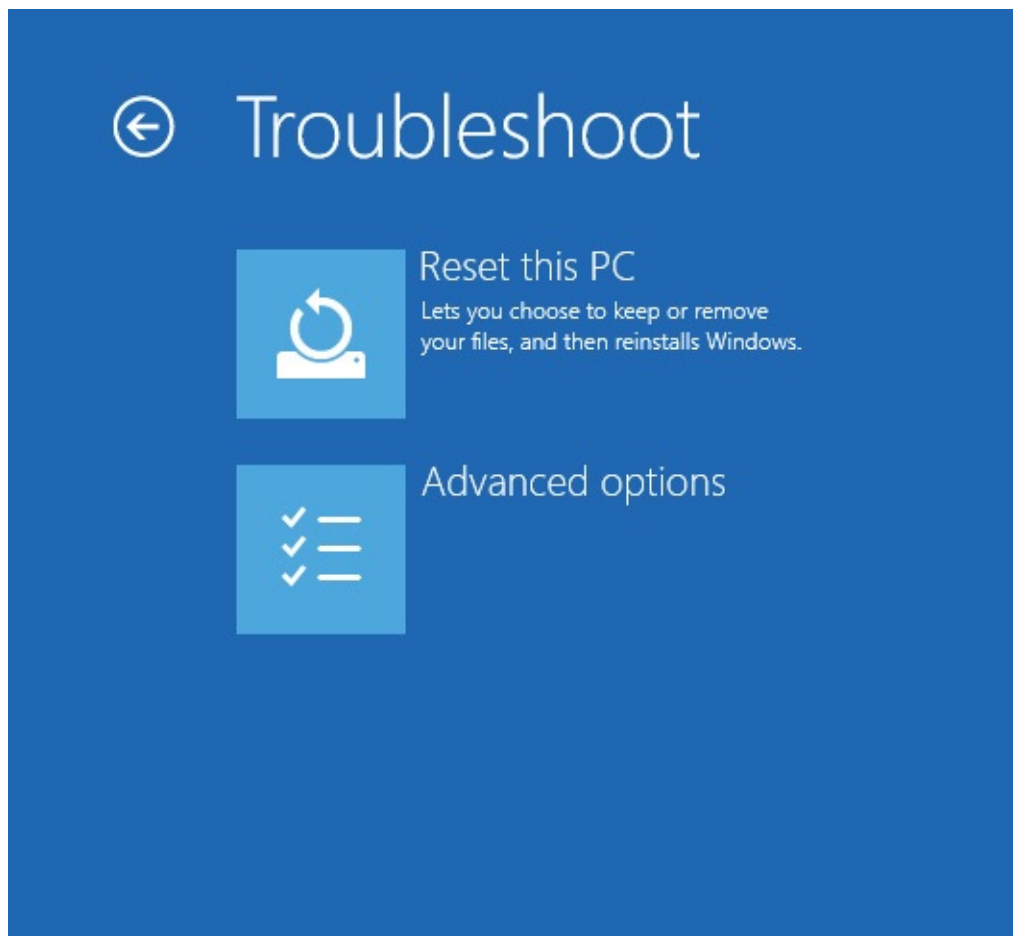 Troubleshoot
Reset this PC
Lets you choose to keep or remove
your files, and then reinstalls Windows.
Advanced options